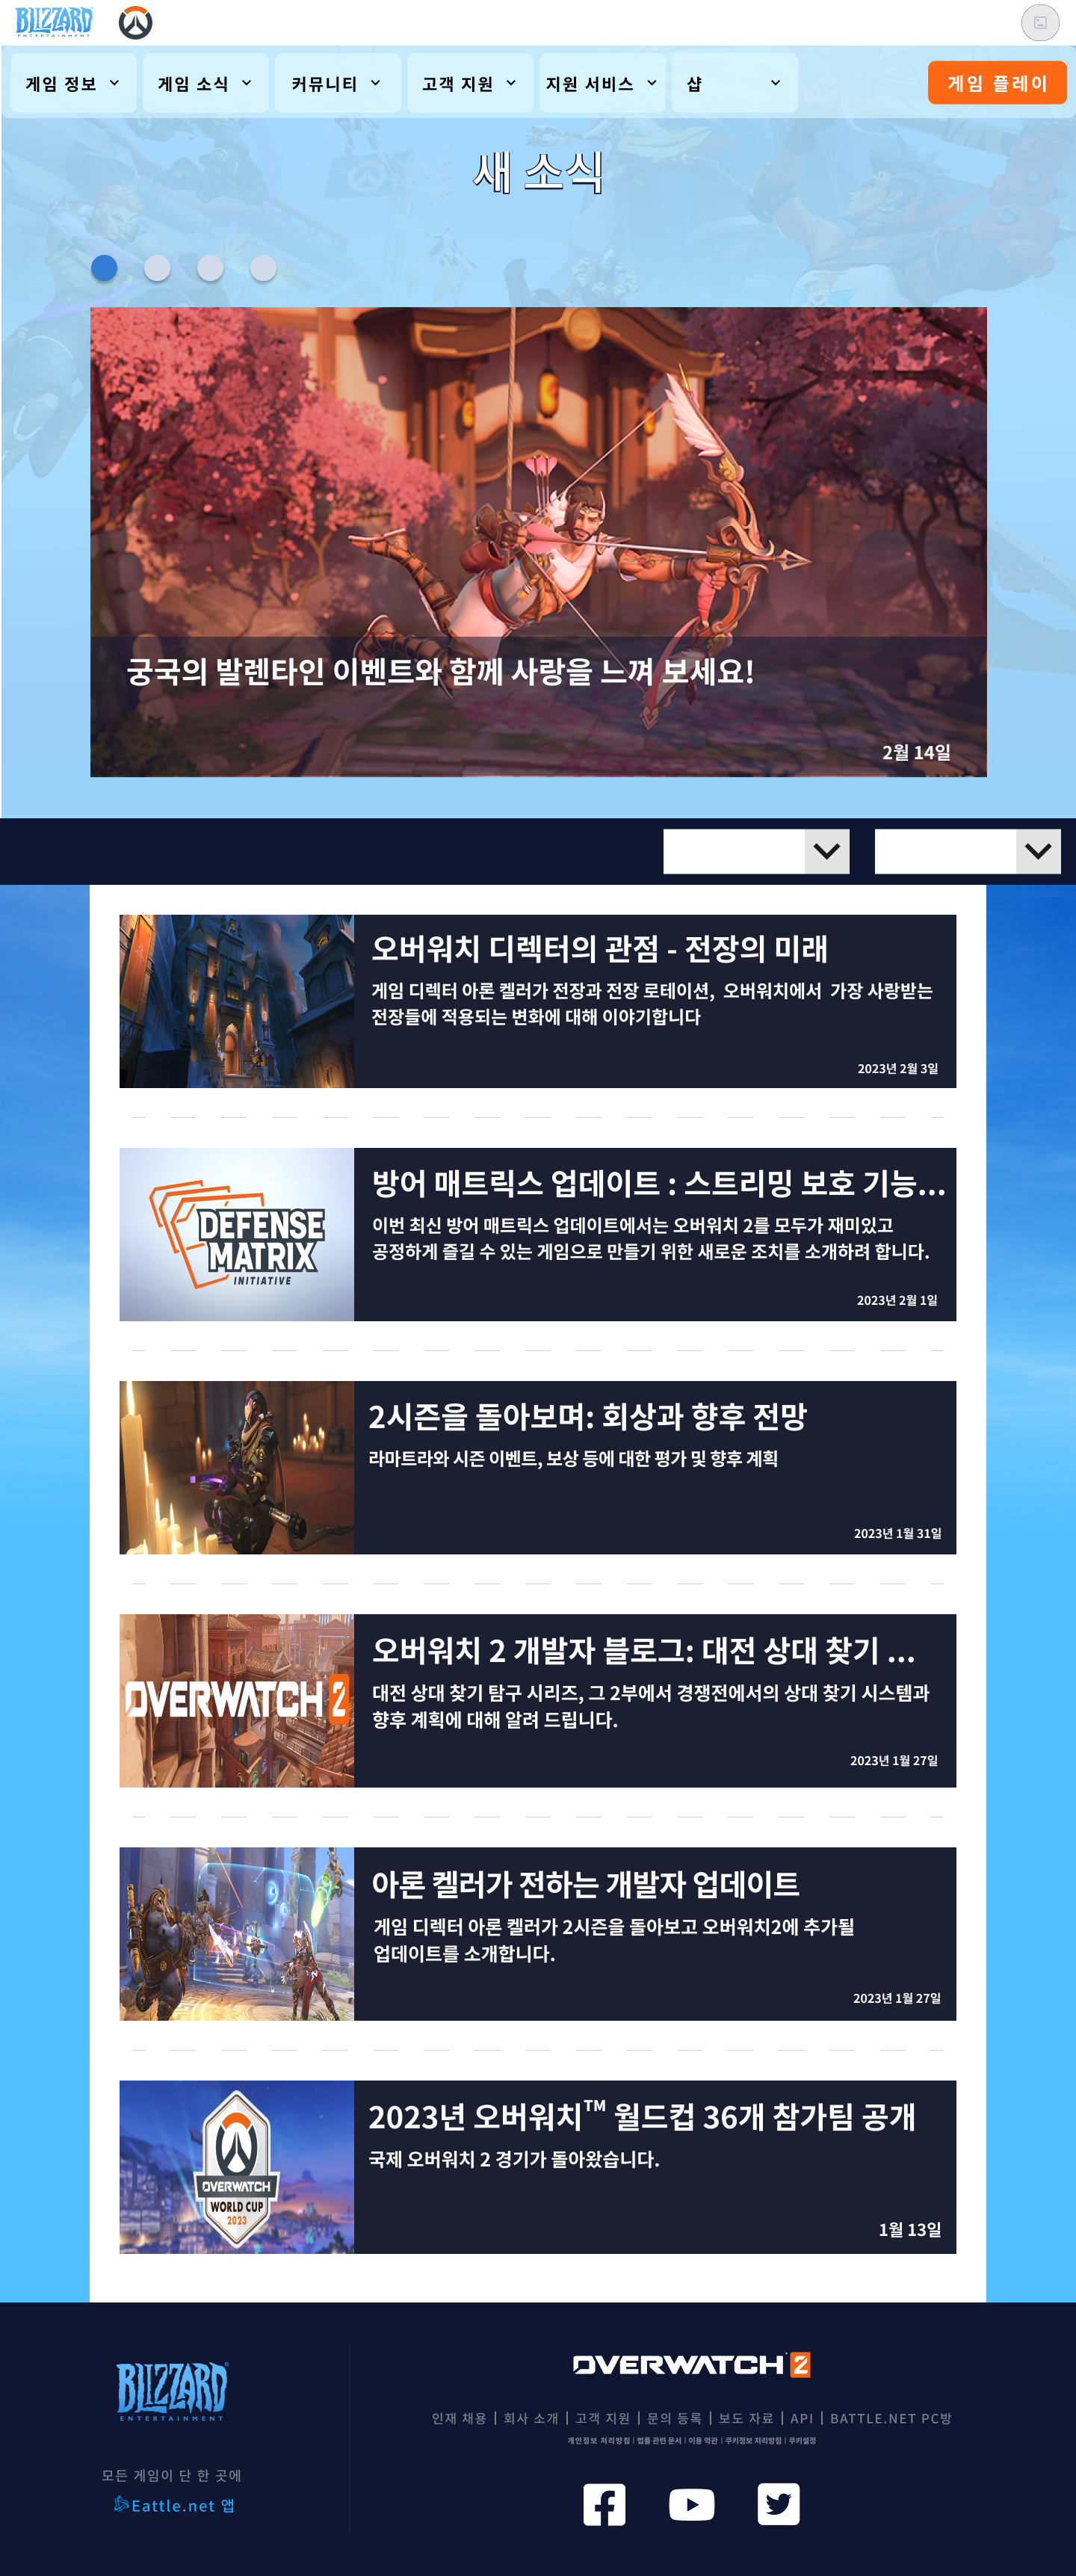 BLIZZARD
ENTERTAINMENT
게임 정보
게임 소식
커뮤니티
고객 지원
지원 서비스
샵
게임 플레이
새 소식
궁국의 발렌타인 이벤트와 함께 사랑을 느껴 보세요!
2월 14일
오버워치 디렉터의 관점 - 전장의 미래
게임 디렉터 아론 켈러가 전장과 전장 로테이션, 오버워치에서 가장 사랑받는
전장들에 적용되는 변화에 대해 이야기합니다
2023년 2월 3일
DEFENSE
MATRIX
INITIATIVE
방어 매트릭스 업데이트 : 스트리밍 보호 기능...
이번 최신 방어 매트릭스 업데이트에서는 오버워치 2를 모두가 재미있고
공정하게 즐길 수 있는 게임으로 만들기 위한 새로운 조치를 소개하려 합니다.
2023년 2월 1일
2시즌을 돌아보며: 회상과 향후 전망
라마트라와 시즌 이벤트, 보상 등에 대한 평가 및 향후 계획
2023년 1월 31일
OVERWATCH 2
오버워치 2 개발자 블로그: 대전 상대 찾기 ...
대전 상대 찾기 탐구 시리즈, 그 2부에서 경쟁전에서의 상대 찾기 시스템과
향후 계획에 대해 알려 드립니다.
2023년 1월 27일
아론 켈러가 전하는 개발자 업데이트
게임 디렉터 아론 켈러가 2시즌을 돌아보고 오버워치2에 추가될
업데이트를 소개합니다.
2023년 1월 27일
OVERWATCH
WORLD CUP
2023
2023년 오버워치™ 월드컵 36개 참가팀 공개
국제 오버워치 2 경기가 돌아왔습니다.
1월 13일
BLIZZARD
ENTERTAINMENT
모든 게임이 단 한 곳에
Eattle.net 앱
OVERWATCH 2
인재 채용 | 회사 소개 | 고객 지원 | 문의 등록 | 보도 자료 | API | BATTLE.NET PC방
개인정보 처리방침 | 법률 관련 문서 | 이용 약관 | 쿠키정보 처리방침 | 쿠키설정